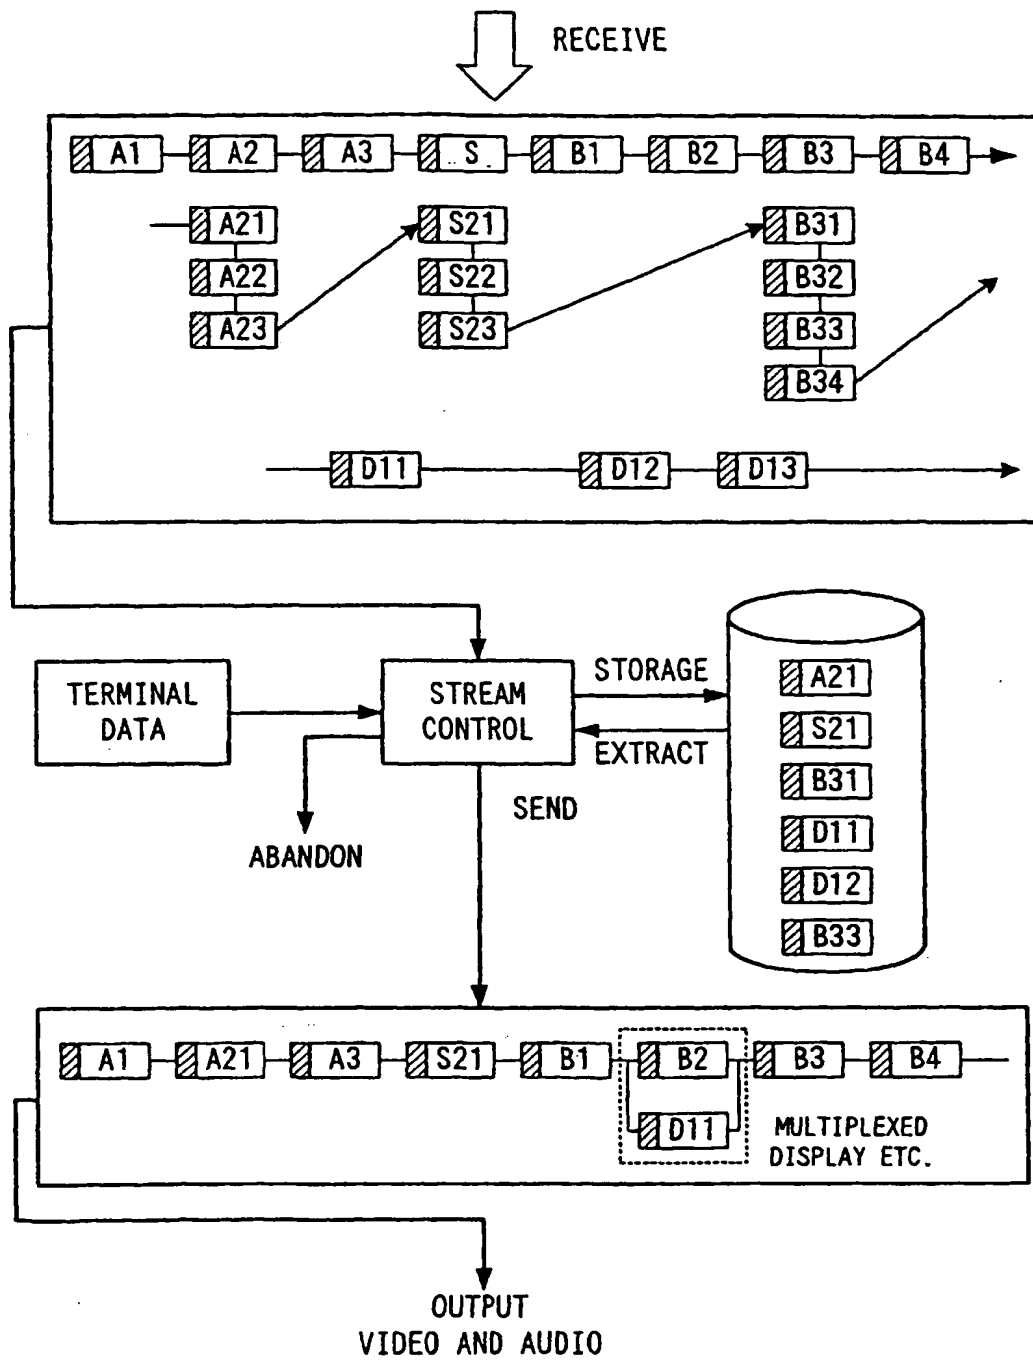 RECEIVE
A1 A2 A3 S B1 B2 B3 B4
A21 S21 B31
A22 S22 B32
A23 S23 B33
B34
D11 D12 D13
TERMINAL
DATA
STREAM
CONTROL
STORAGE
EXTRACT
SEND
ABANDON
A21
S21
B31
D11
D12
B33
A1 A21 A3 S21 B1 B2 B3 B4
D11
MULTIPLEXED
DISPLAY ETC.
OUTPUT
VIDEO AND AUDIO